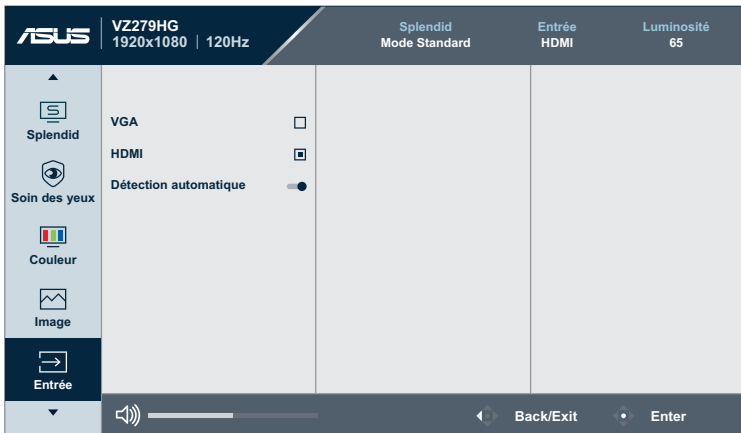 ASUS
VZ279HG
1920x1080 | 120Hz
Splendid
Mode Standard
Entrée
HDMI
Luminosité
65
Splendid
Soin des yeux
Couleur
Image
Entrée
VGA
HDMI
Détection automatique
Back/Exit
Enter